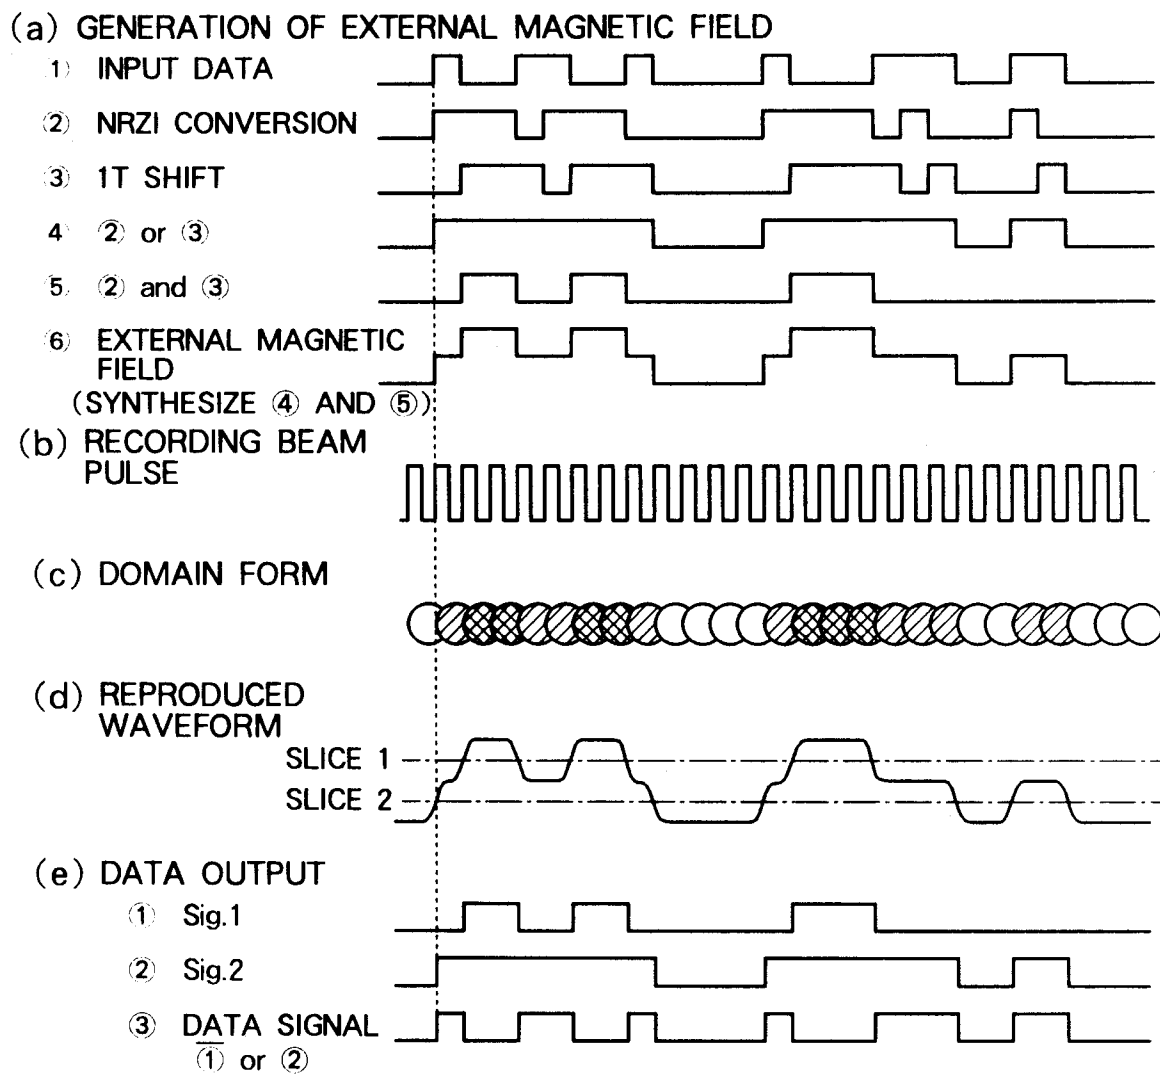 (a) GENERATION OF EXTERNAL MAGNETIC FIELD
1) INPUT DATA
② NRZI CONVERSION
③ 1T SHIFT
4 ② or ③
5. ② and ③
⑥ EXTERNAL MAGNETIC
FIELD
(SYNTHESIZE ④ AND ⑤)
(b) RECORDING BEAM
PULSE
(c) DOMAIN FORM
(d) REPRODUCED
WAVEFORM
SLICE 1
SLICE 2
(e) DATA OUTPUT
① Sig.1
② Sig.2
③ DATA SIGNAL
①̅ or ②